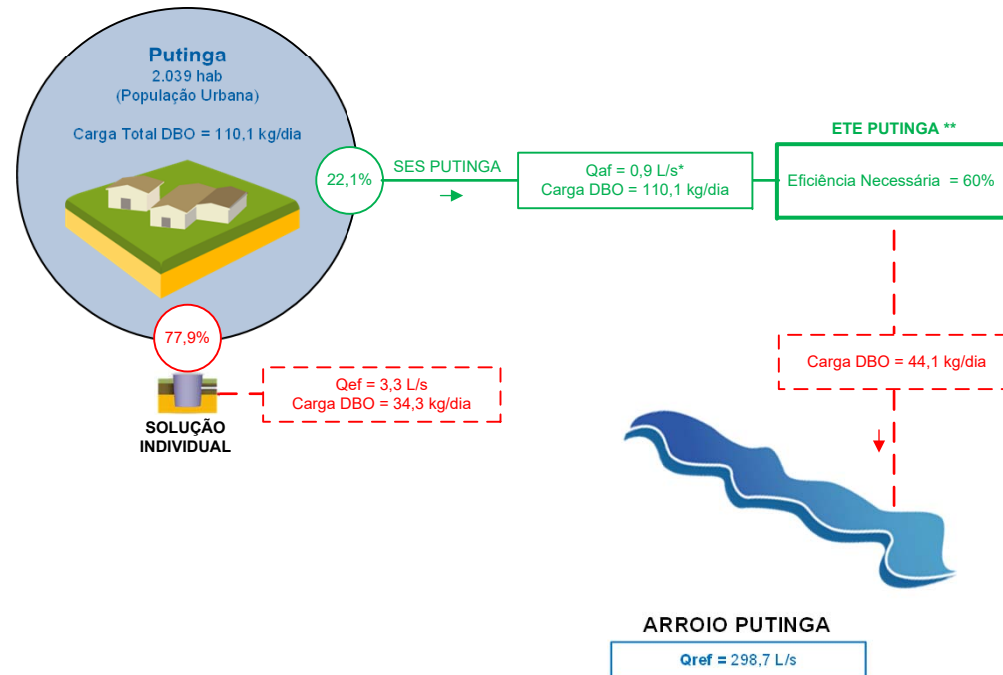 Putinga
2.039 hab
(População Urbana)
Carga Total DBO = 110,1 kg/dia
22,1%
SES PUTINGA
Qaf = 0,9 L/s*
Carga DBO = 110,1 kg/dia
ETE PUTINGA **
Eficiência Necessária = 60%
77,9%
SOLUÇÃO
INDIVIDUAL
Qef = 3,3 L/s
Carga DBO = 34,3 kg/dia
Carga DBO = 44,1 kg/dia
ARROIO PUTINGA
Qref = 298,7 L/s